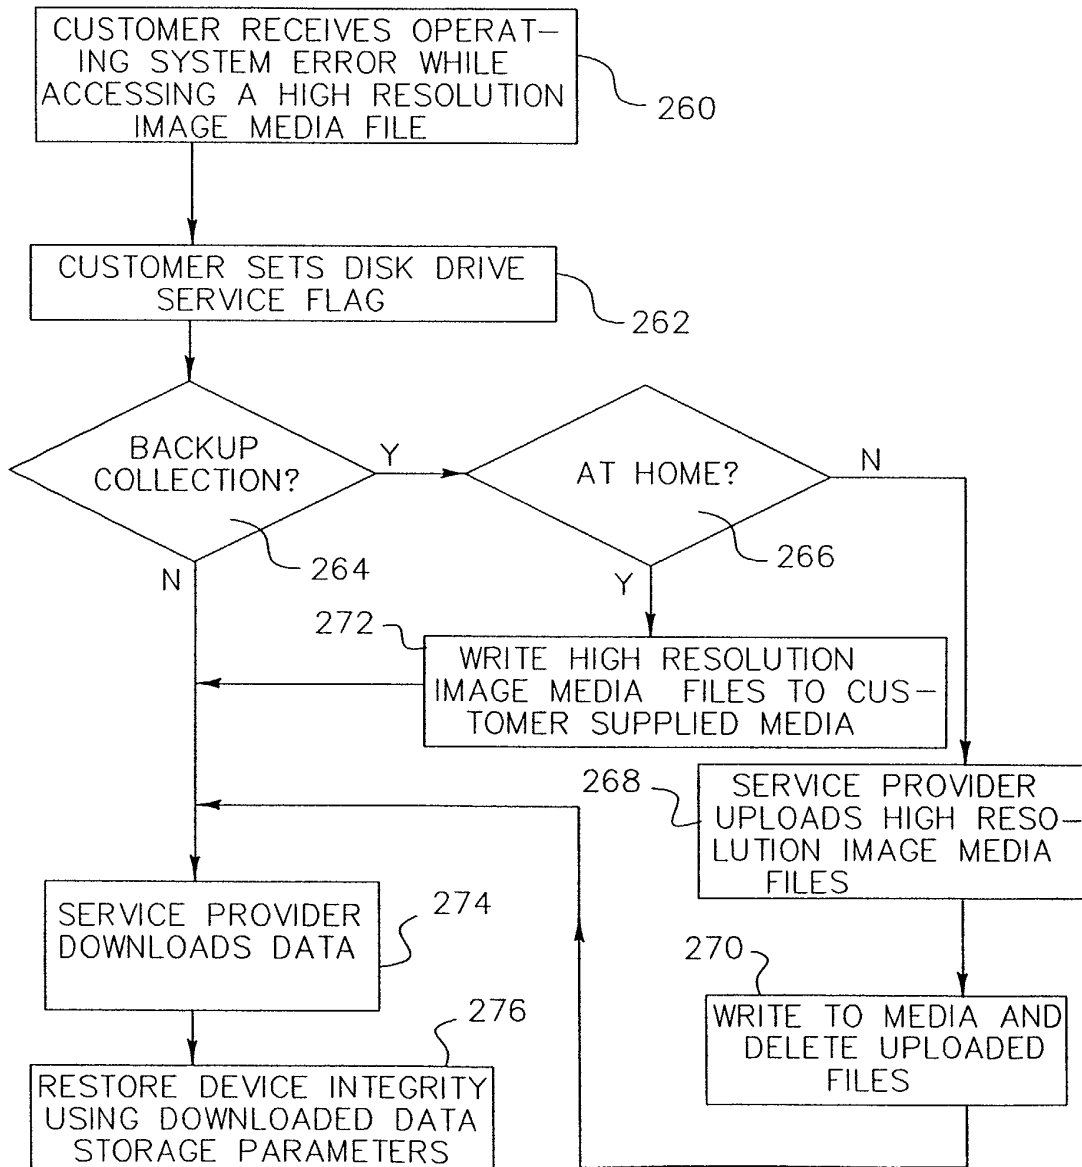 CUSTOMER RECEIVES OPERAT-
ING SYSTEM ERROR WHILE
ACCESSING A HIGH RESOLUTION
IMAGE MEDIA FILE
260
CUSTOMER SETS DISK DRIVE
SERVICE FLAG
262
BACKUP
COLLECTION?
Y
N
264
AT HOME?
N
Y
266
272
WRITE HIGH RESOLUTION
IMAGE MEDIA FILES TO CUS-
TOMER SUPPLIED MEDIA
268
SERVICE PROVIDER
UPLOADS HIGH RESO-
LUTION IMAGE MEDIA
FILES
270
WRITE TO MEDIA AND
DELETE UPLOADED
FILES
SERVICE PROVIDER
DOWNLOADS DATA
274
276
RESTORE DEVICE INTEGRITY
USING DOWNLOADED DATA
STORAGE PARAMETERS